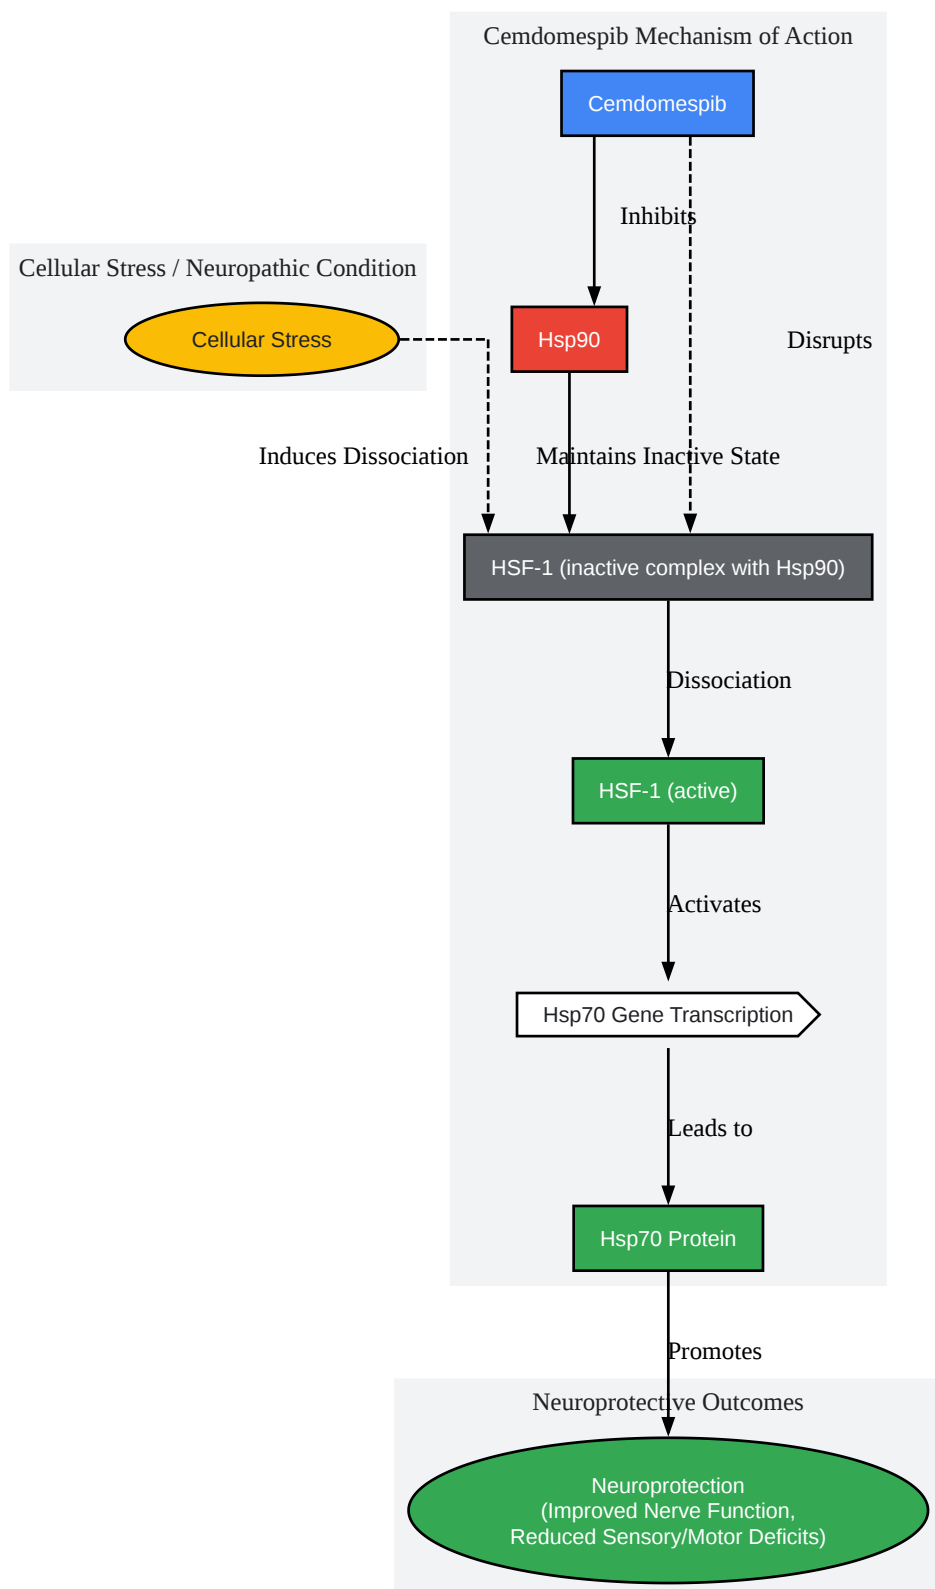 Cemdomespib Mechanism of Action
Cemdomespib
Inhibits
Cellular Stress / Neuropathic Condition
Cellular Stress
Hsp90
Disrupts
Induces Dissociation
Maintains Inactive State
HSF-1 (inactive complex with Hsp90)
Dissociation
HSF-1 (active)
Activates
Hsp70 Gene Transcription
Leads to
Hsp70 Protein
Promotes
Neuroprotective Outcomes
Neuroprotection
(Improved Nerve Function,
Reduced Sensory/Motor Deficits)